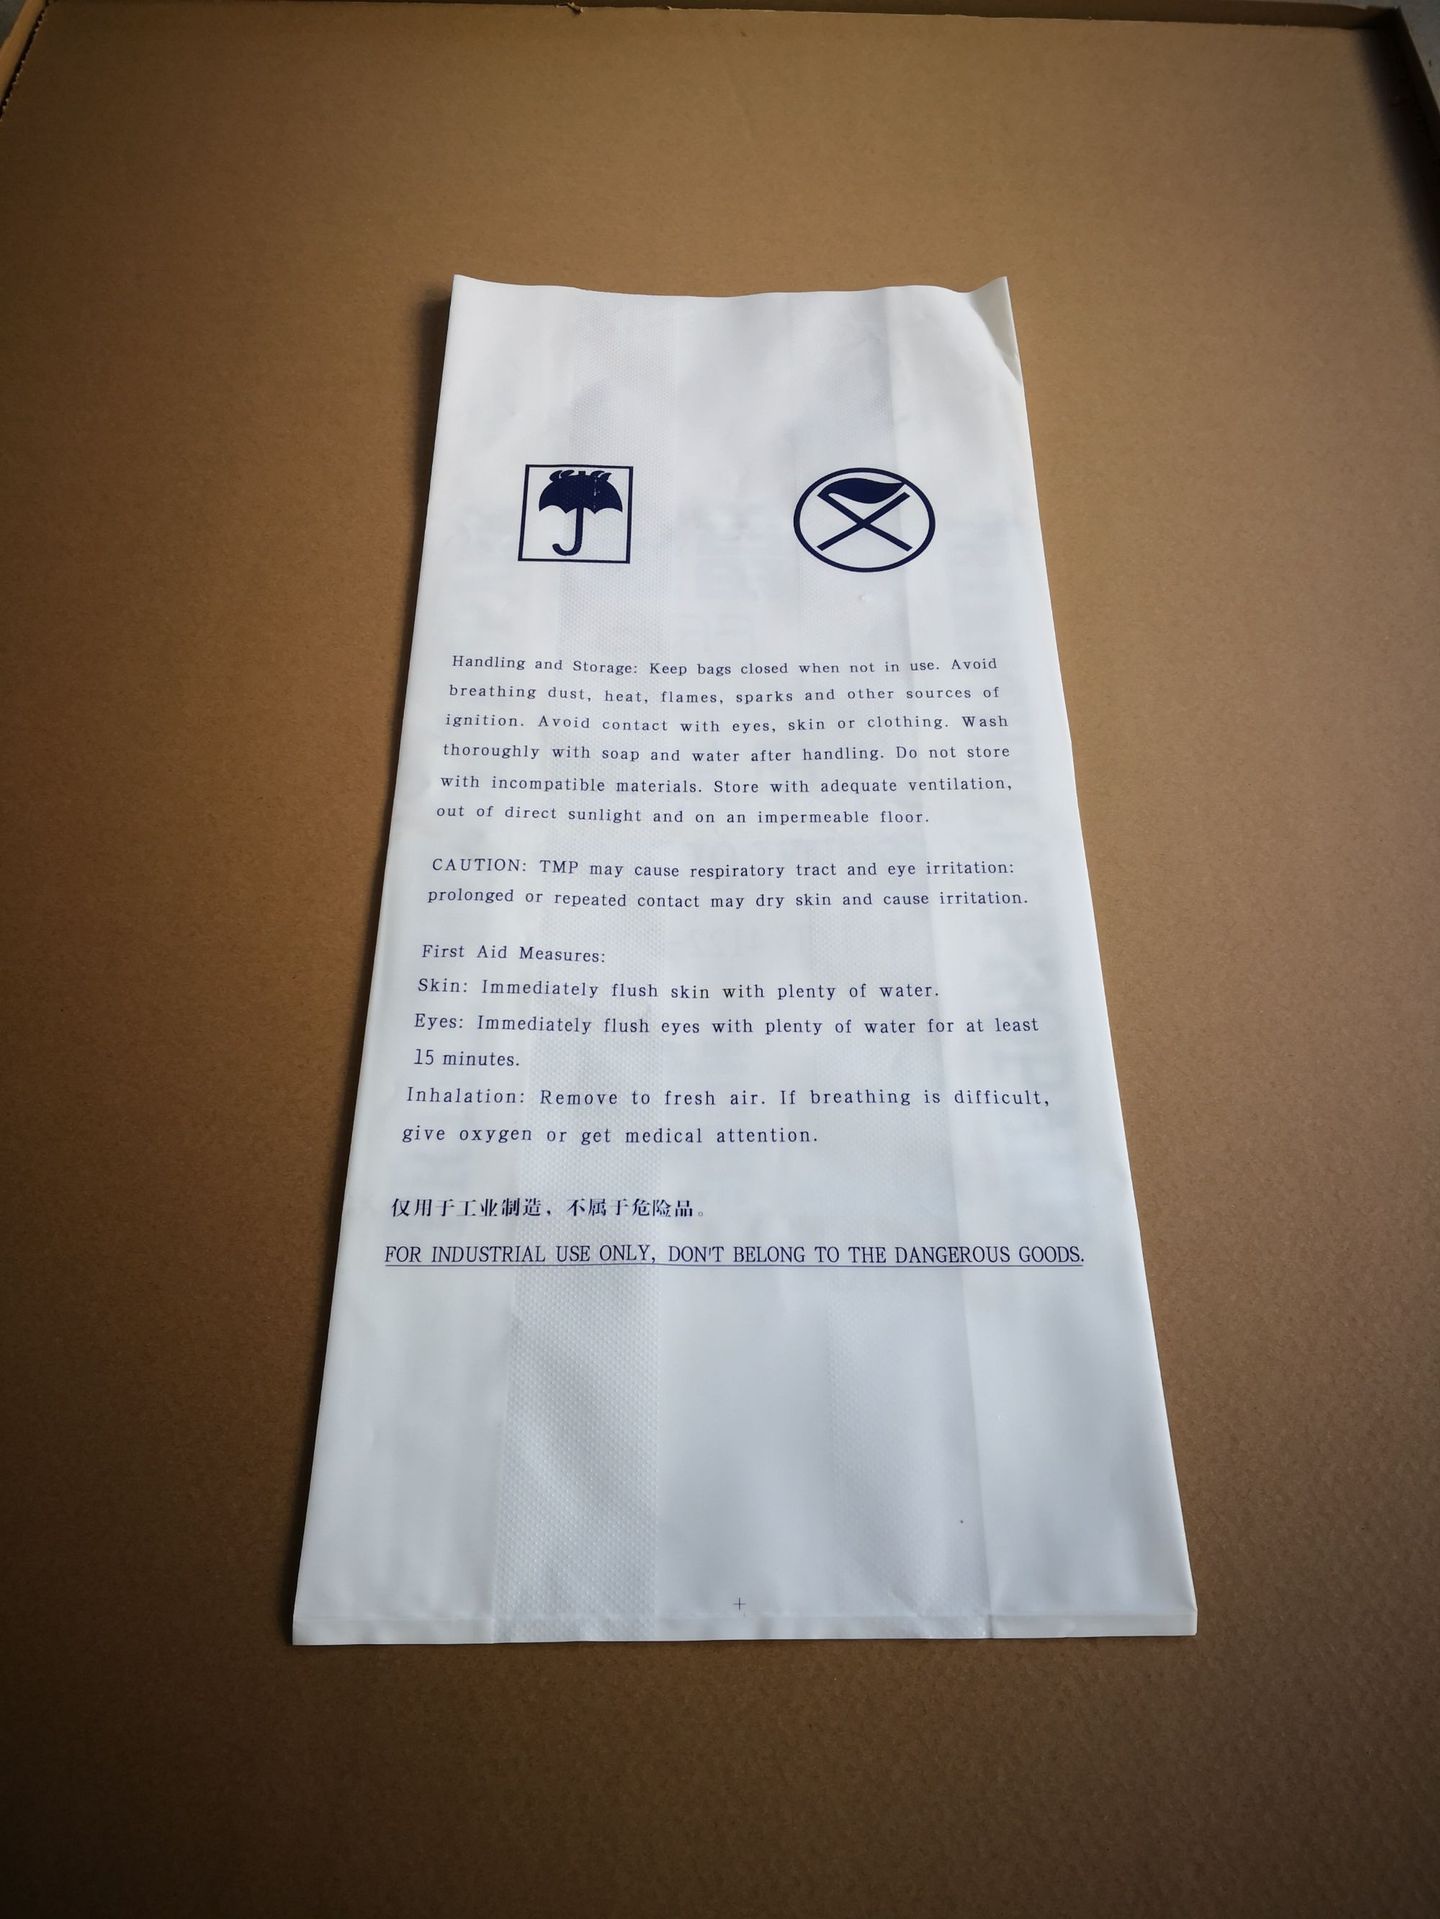 Handling and Storage: Keep bags closed when not in use. Avoid
breathing dust, heat, flames, sparks and other sources of
ignition. Avoid contact with eyes, skin or clothing. Wash
thoroughly with soap and water after handling. Do not store
with incompatible materials. Store with adequate ventilation,
out of direct sunlight and on an impermeable floor.
CAUTION: TMP may cause respiratory tract and eye irritation:
prolonged or repeated contact may dry skin and cause irritation.
First Aid Measures:
Skin: Immediately flush skin with plenty of water.
Eyes: Immediately flush eyes with plenty of water for at least
15 minutes.
Inhalation: Remove to fresh air. If breathing is difficult,
give oxygen or get medical attention.
仅用于工业制造，不属于危险品。
FOR INDUSTRIAL USE ONLY, DON'T BELONG TO THE DANGEROUS GOODS.